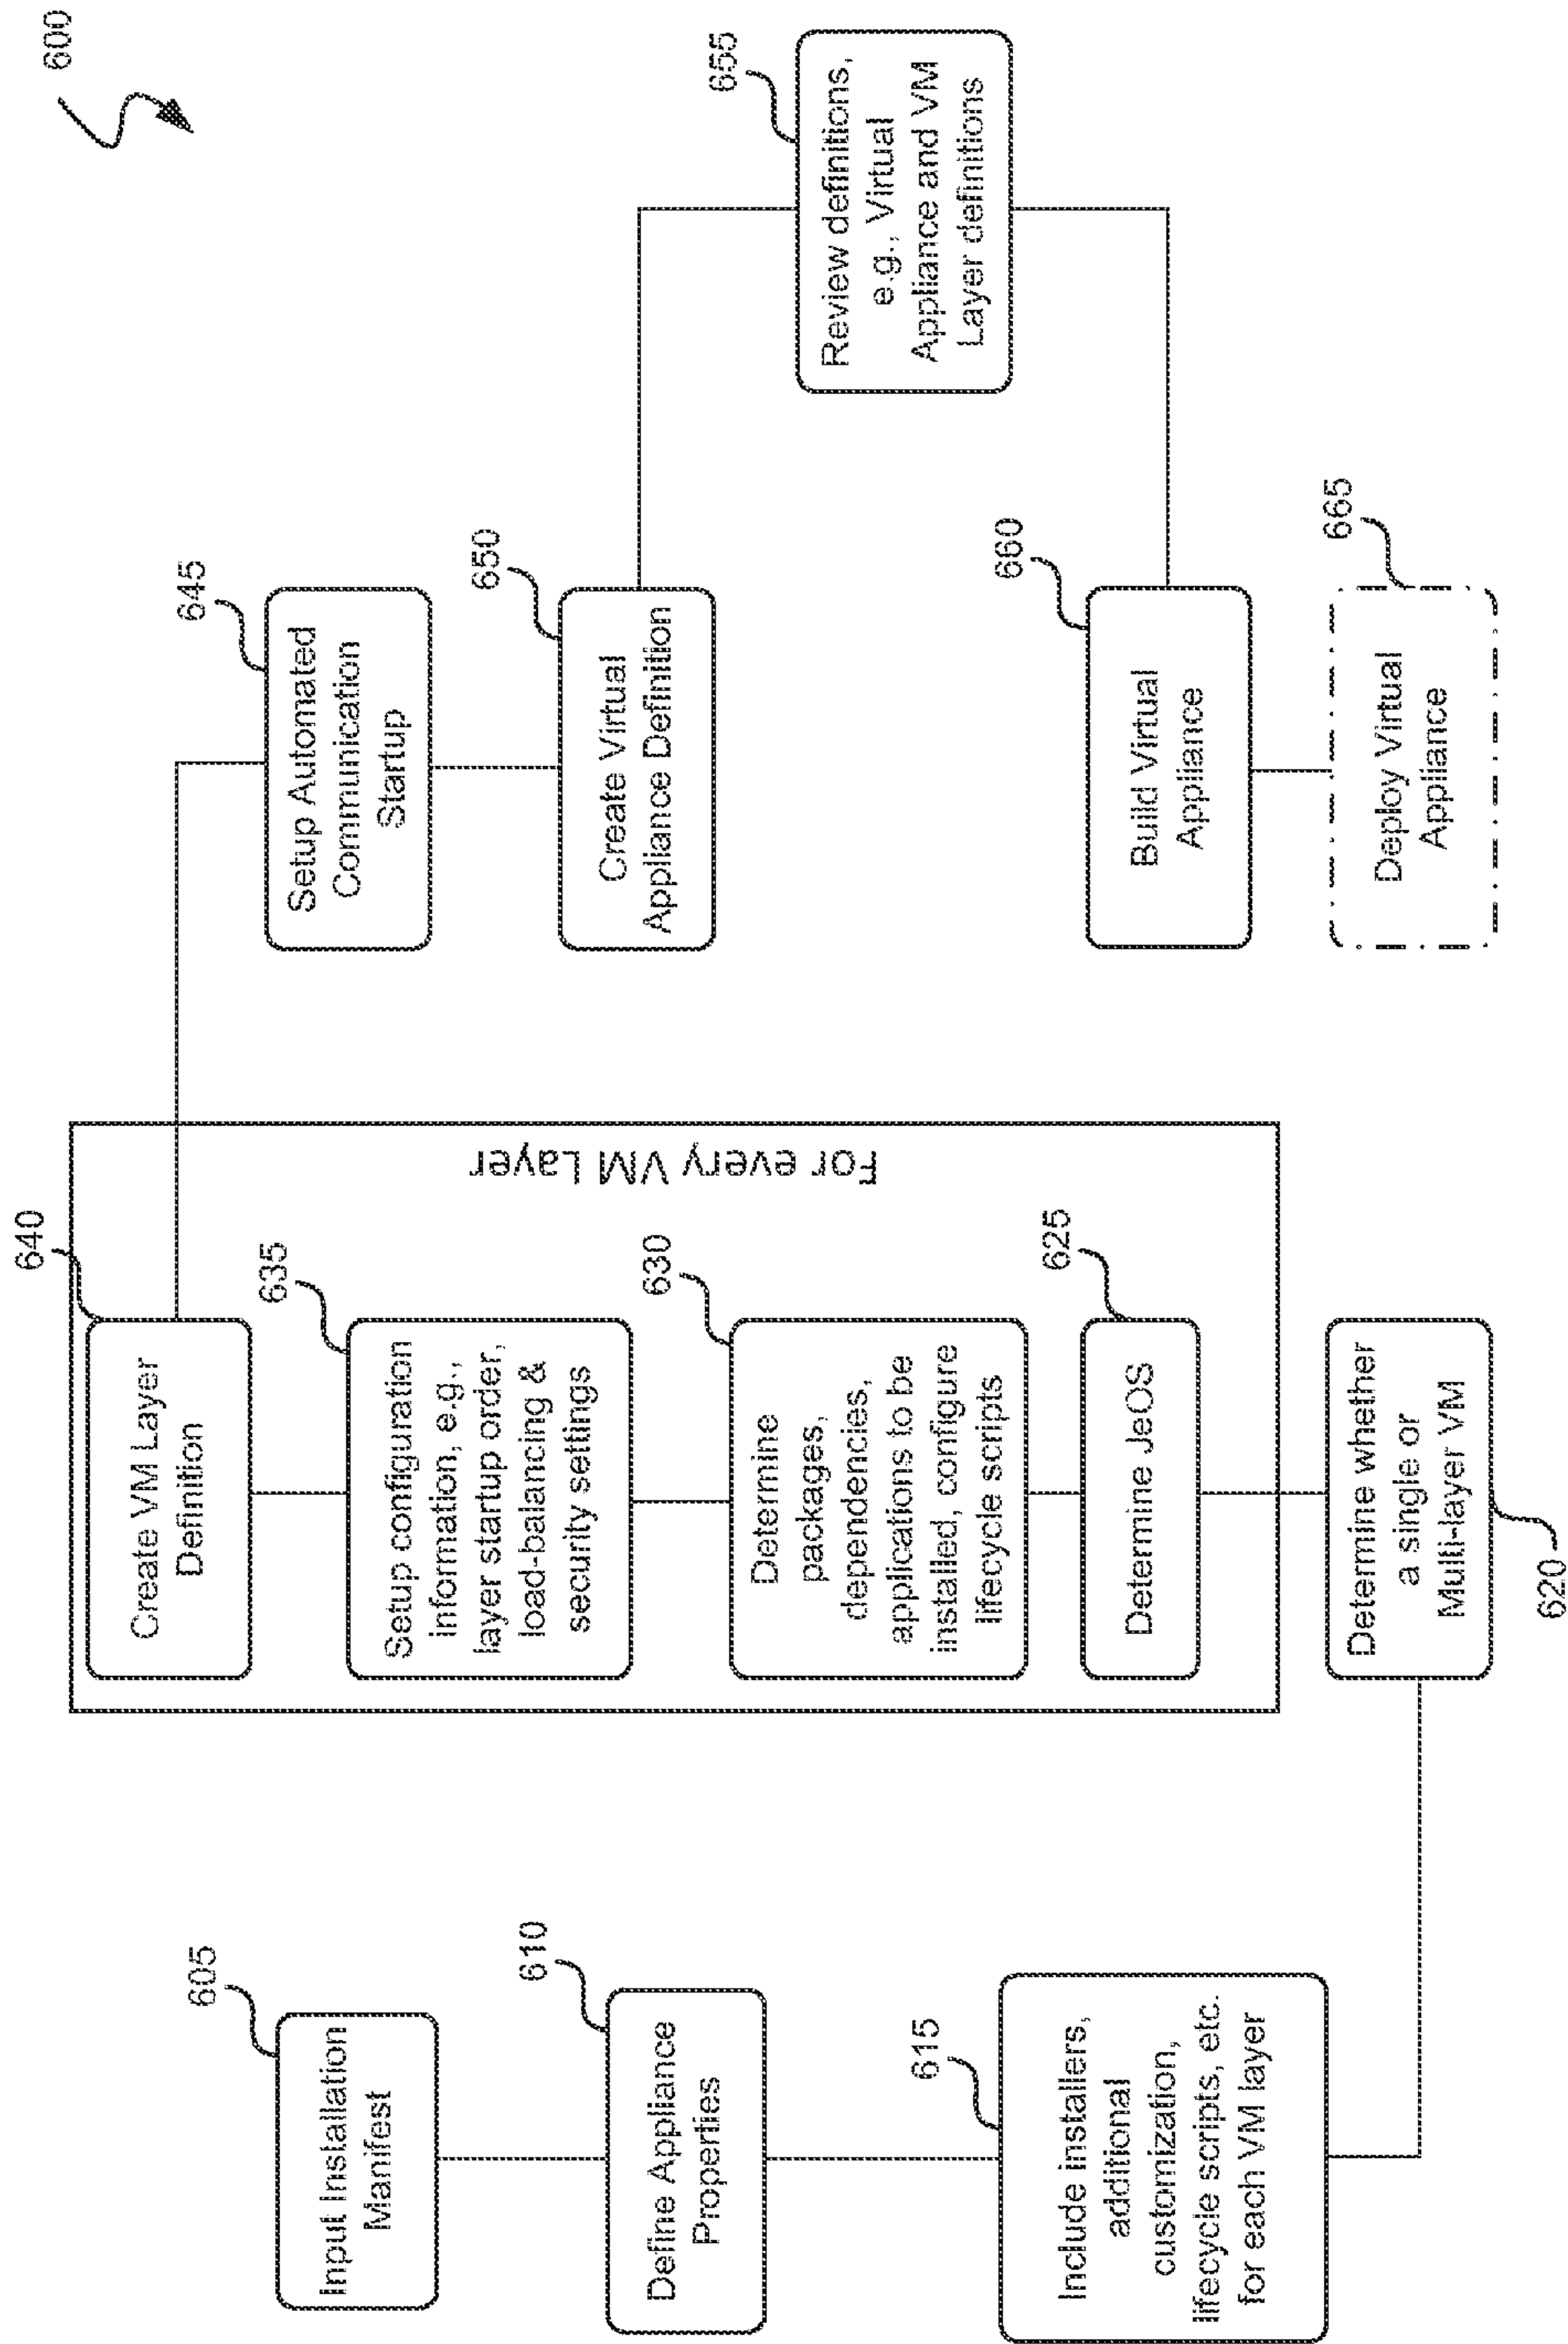 600
605
Input Installation
Manifest
610
Define Appliance
Properties
615
Include installers,
additional
customization,
lifecycle scripts, etc.
for each VM layer
640
Create VM Layer
Definition
635
Setup configuration
information, e.g.,
layer startup order,
load-balancing &
security settings
630
Determine
packages,
dependencies,
applications to be
installed, configure
lifecycle scripts
625
Determine JeOS
For every VM Layer
Determine whether
a single or
Multi-layer VM
620
645
Setup Automated
Communication
Startup
650
Create Virtual
Appliance Definition
655
Review definitions,
e.g., Virtual
Appliance and VM
Layer definitions
660
Build Virtual
Appliance
665
Deploy Virtual
Appliance